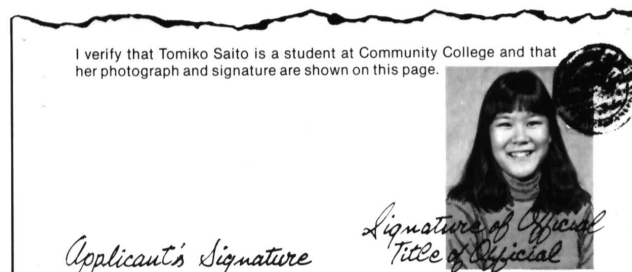 I verify that Tomiko Saito is a student at Community College and that
her photograph and signature are shown on this page.
Signature of Official
Applicant's Signature
Title of Official